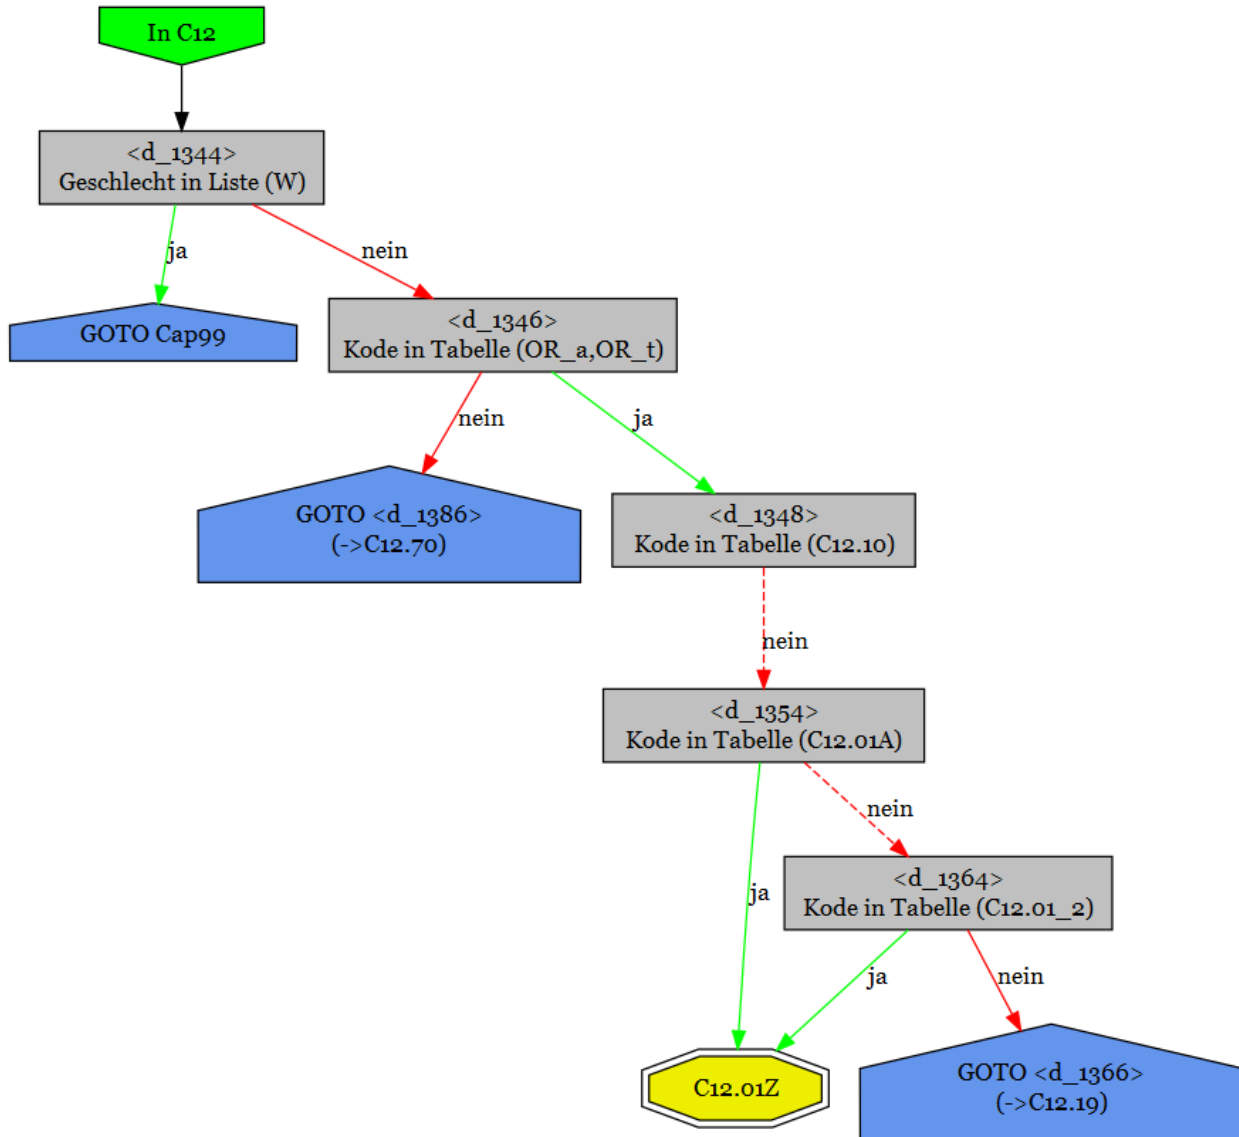 In C12
<d_1344>
Geschlecht in Liste (W)
ja
nein
GOTO Cap99
<d_1346>
Kode in Tabelle (OR_a,OR_t)
nein
ja
GOTO <d_1386>
(->C12.70)
<d_1348>
Kode in Tabelle (C12.10)
nein
<d_1354>
Kode in Tabelle (C12.01A)
nein
ja
<d_1364>
Kode in Tabelle (C12.01_2)
ja
nein
C12.01Z
GOTO <d_1366>
(->C12.19)